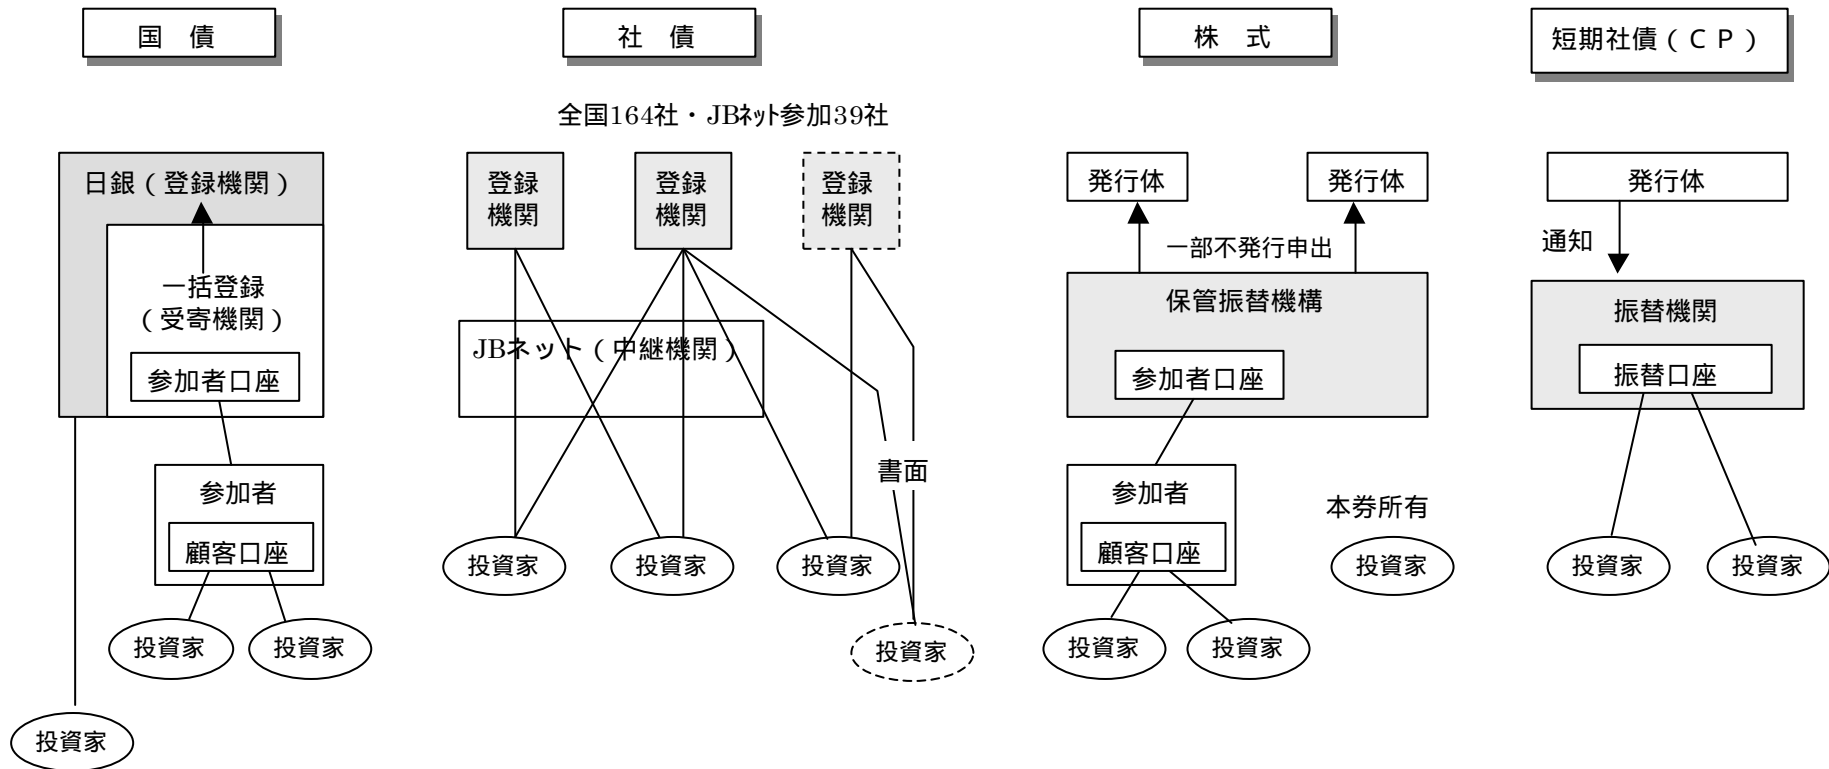 国　債
日銀（登録機関）
一括登録
（受寄機関）
参加者口座
参加者
顧客口座
投資家
投資家
投資家
社　債
全国164社・JBﾈｯﾄ参加39社
登録
機関
登録
機関
登録
機関
JBネット（中継機関）
書面
投資家
投資家
投資家
投資家
株　式
発行体
発行体
一部不発行申出
保管振替機構
参加者口座
参加者
顧客口座
本券所有
投資家
投資家
投資家
短期社債（ＣＰ）
発行体
通知
振替機関
振替口座
投資家
投資家